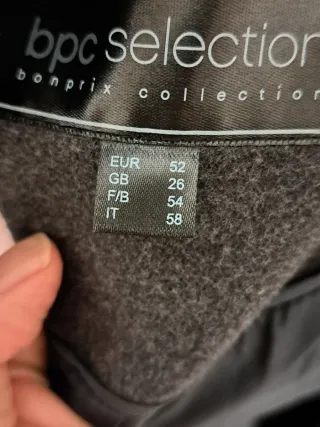 bpc selection
bonprix collection
EUR 52
GB 26
F/B 54
IT 58